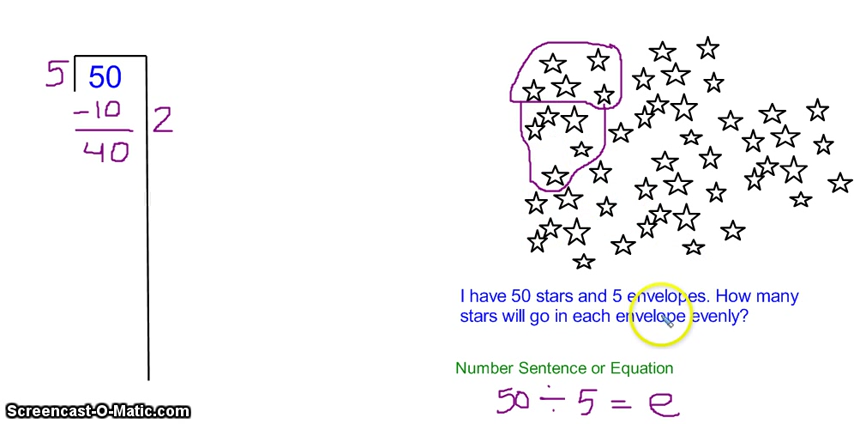 5 50
-10 2
40
I have 50 stars and 5 envelopes. How many
stars will go in each envelope evenly?
Number Sentence or Equation
50 ÷ 5 = e
Screencast-O-Matic.com